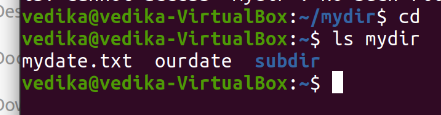 vedika@vedika-VirtualBox:~/mydir$ cd
vedika@vedika-VirtualBox:~$ ls mydir
mydate.txt  ourdate  subdir
vedika@vedika-VirtualBox:~$